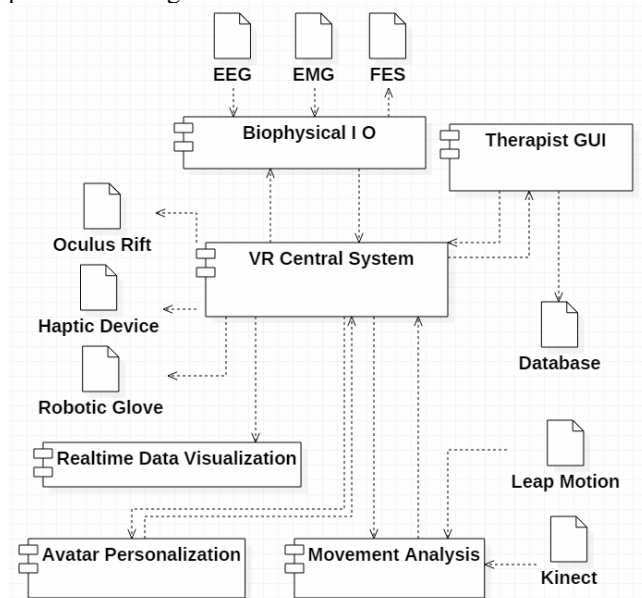 EEG
EMG
FES
Biophysical I O
Therapist GUI
Oculus Rift
VR Central System
Haptic Device
Database
Robotic Glove
Realtime Data Visualization
Leap Motion
Avatar Personalization
Movement Analysis
Kinect